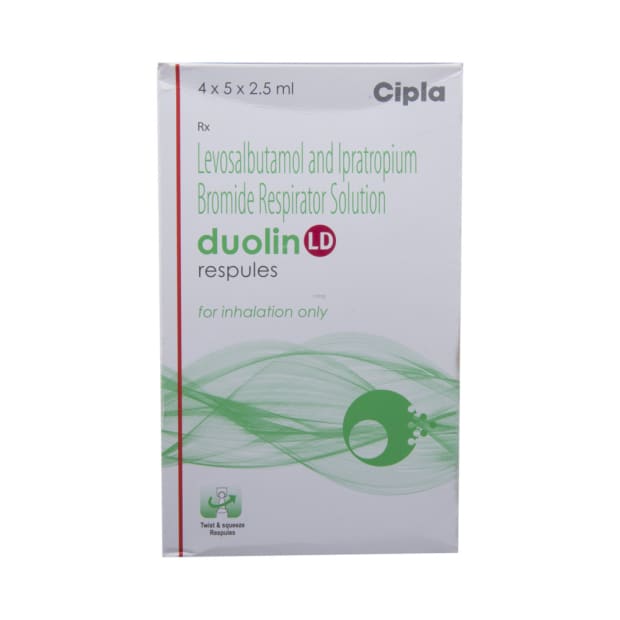 4 x 5 x 2.5 ml
Cipla
Rx
Levosalbutamol and Ipratropium
Bromide Respirator Solution
duolin LD
respules
for inhalation only
Twist & squeeze
Respules